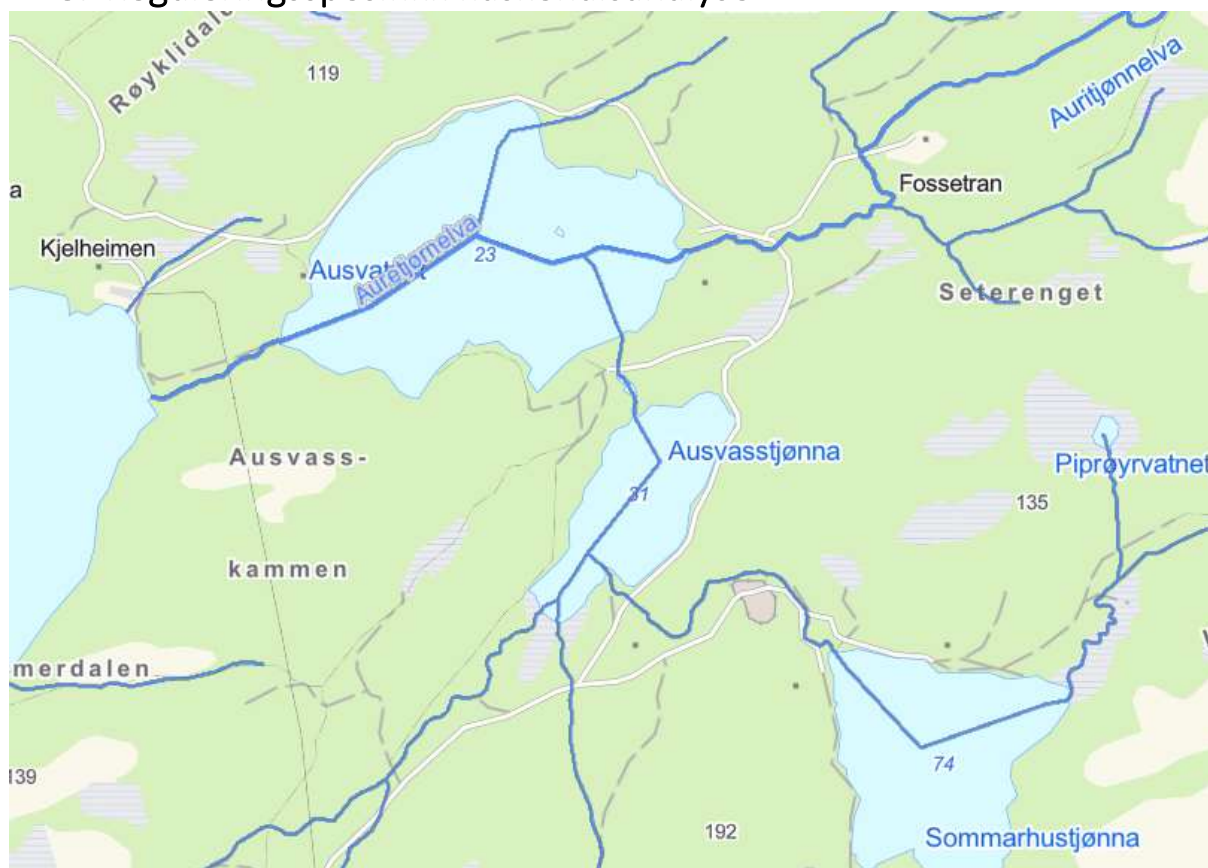 Røyklidal
119
Auritjønnelva
Fossetran
a
Kjelheimen
Ausvatnet
Auretjørnelva
23
Seterenget
Ausvass-
kammen
Ausvasstjønna
31
Piprøyrvatnet
135
merdalen
139
74
192
Sommarhustjønna